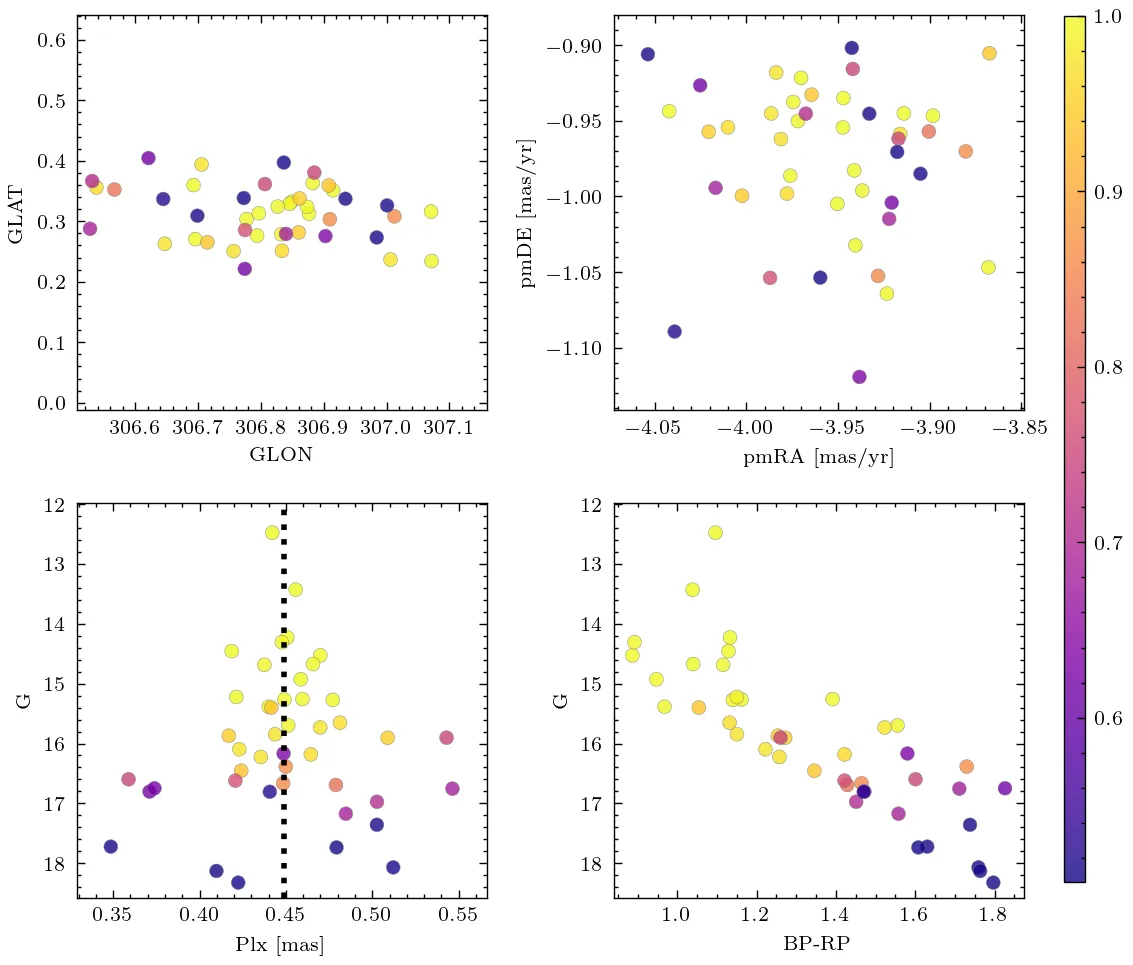 0.6
0.5
0.4
0.3
0.2
0.1
0.0
GLAT
306.6 306.7 306.8 306.9 307.0 307.1
GLON
−0.90
−0.95
−1.00
−1.05
−1.10
pmDE [mas/yr]
−4.05 −4.00 −3.95 −3.90 −3.85
pmRA [mas/yr]
1.0
0.9
0.8
0.7
0.6
12
13
14
15
16
17
18
G
0.35 0.40 0.45 0.50 0.55
Plx [mas]
12
13
14
15
16
17
18
G
1.0 1.2 1.4 1.6 1.8
BP-RP